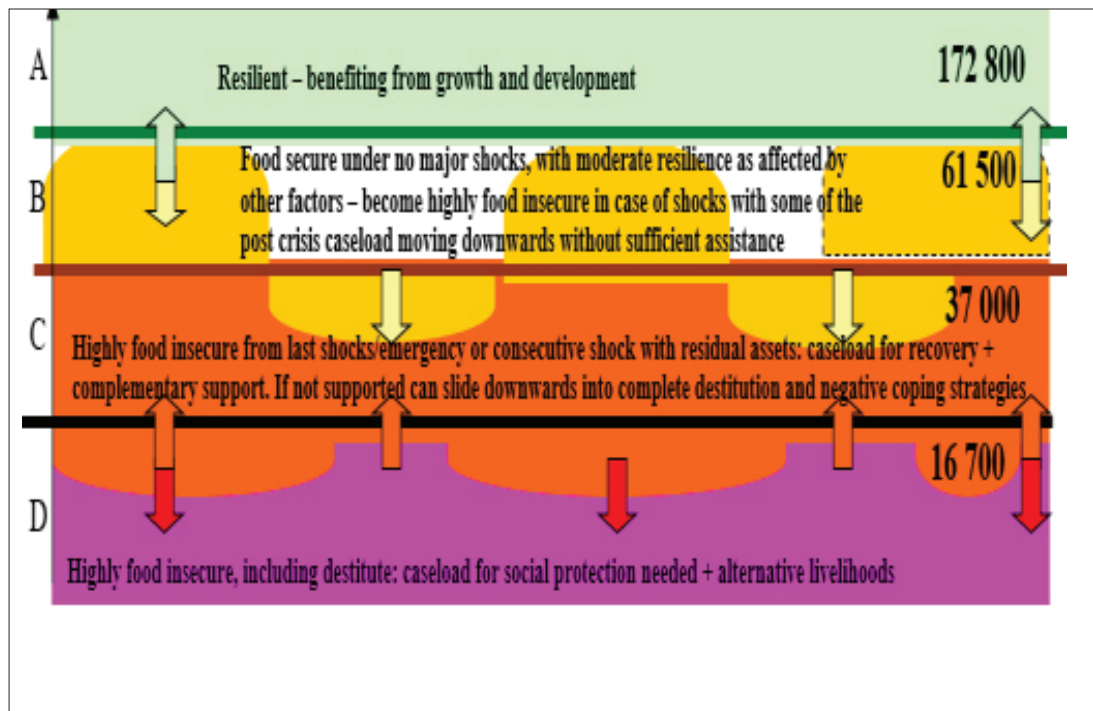 A
Resilient – benefiting from growth and development
172 800
B
Food secure under no major shocks, with moderate resilience as affected by
other factors – become highly food insecure in case of shocks with some of the
post crisis caseload moving downwards without sufficient assistance
61 500
C
37 000
Highly food insecure from last shocks/emergency or consecutive shock with residual assets: caseload for recovery +
complementary support. If not supported can slide downwards into complete destitution and negative coping strategies
16 700
D
Highly food insecure, including destitute: caseload for social protection needed + alternative livelihoods